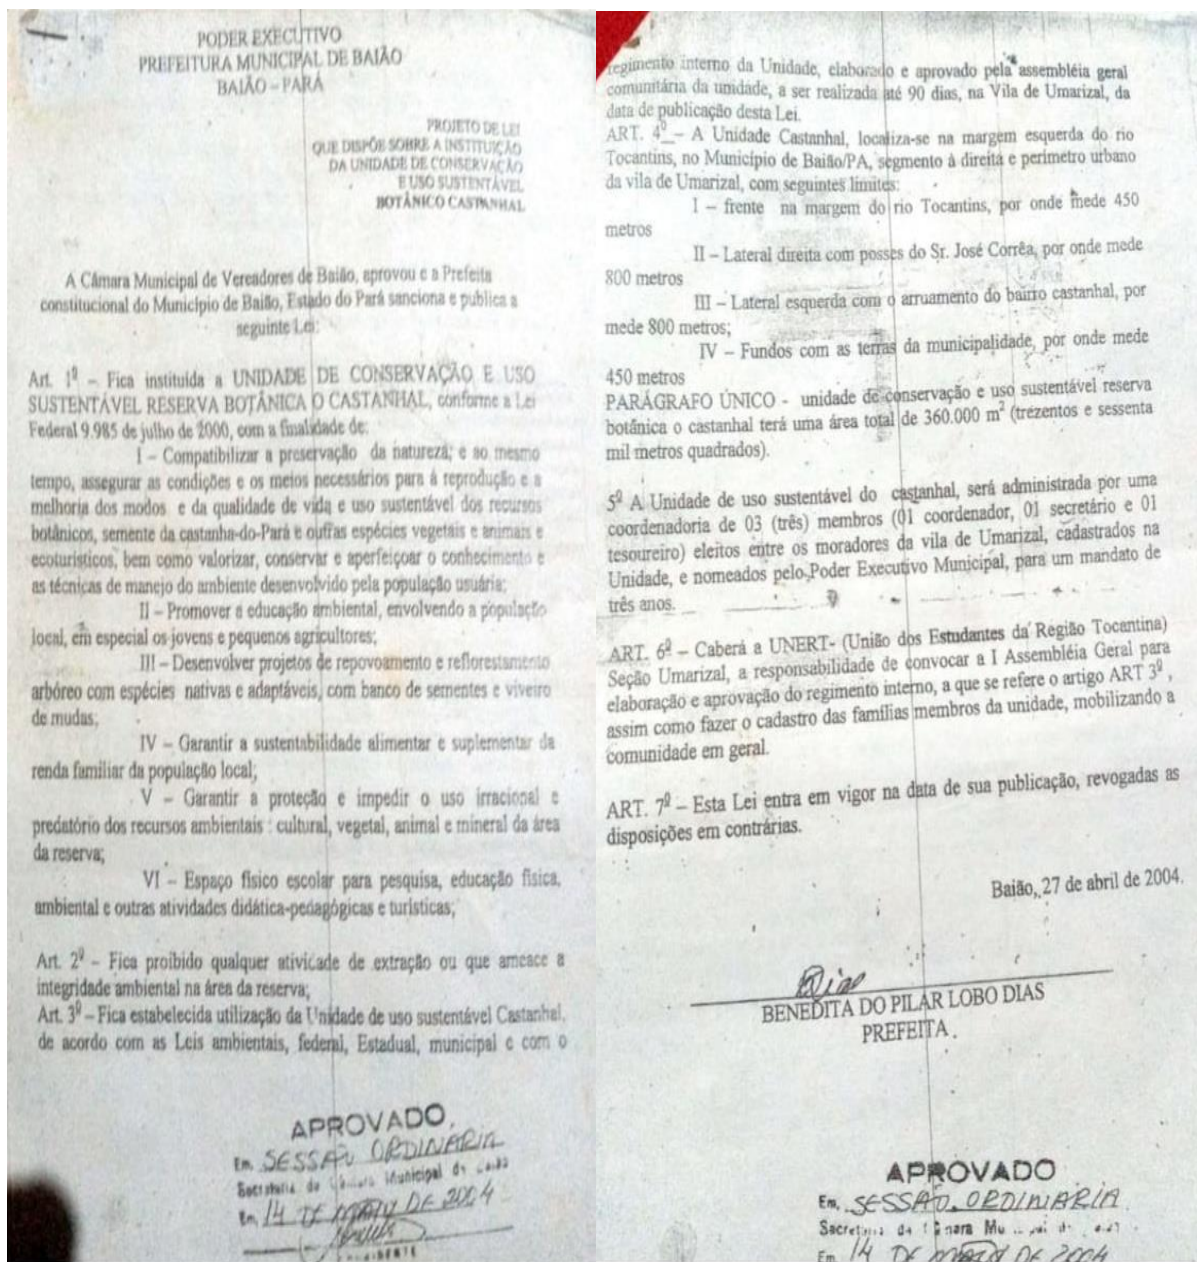 PODER EXECUTIVO
PREFEITURA MUNICIPAL DE BAIÃO
BAIÃO – PARÁ
PROJETO DE LEI
QUE DISPÕE SOBRE A INSTITUIÇÃO
DA UNIDADE DE CONSERVAÇÃO
E USO SUSTENTÁVEL
BOTÂNICO CASTANHAL
A Câmara Municipal de Vereadores de Baião, aprovou e a Prefeita
constitucional do Município de Baião, Estado do Pará sanciona e publica a
seguinte Lei:
Art. 1º – Fica instituída a UNIDADE DE CONSERVAÇÃO E USO
SUSTENTÁVEL RESERVA BOTÂNICA O CASTANHAL, conforme a Lei
Federal 9.985 de julho de 2000, com a finalidade de:
I – Compatibilizar a preservação da natureza; e ao mesmo
tempo, assegurar as condições e os meios necessários para à reprodução e a
melhoria dos modos e da qualidade de vida e uso sustentável dos recursos
botânicos, semente da castanha-do-Pará e outras espécies vegetais e animais e
ecoturísticos, bem como valorizar, conservar e aperfeiçoar o conhecimento e
as técnicas de manejo do ambiente desenvolvido pela população usuária;
II – Promover a educação ambiental, envolvendo a população
local, em especial os jovens e pequenos agricultores;
III – Desenvolver projetos de repovoamento e reflorestamento
arbóreo com espécies nativas e adaptáveis, com banco de sementes e viveiro
de mudas;
IV – Garantir a sustentabilidade alimentar e suplementar da
renda familiar da população local;
V – Garantir a proteção e impedir o uso irracional e
predatório dos recursos ambientais : cultural, vegetal, animal e mineral da área
da reserva;
VI – Espaço físico escolar para pesquisa, educação física,
ambiental e outras atividades didática-pedagógicas e turísticas;
Art. 2º – Fica proibido qualquer atividade de extração ou que ameace a
integridade ambiental na área da reserva;
Art. 3º – Fica estabelecida utilização da Unidade de uso sustentável Castanhal,
de acordo com as Leis ambientais, federal, Estadual, municipal e com o
APROVADO
Em. SESSÃO ORDINARIA
Secretaria da Câmara Municipal de
Em 14 DE MAIO DE 2004
regimento interno da Unidade, elaborado e aprovado pela assembléia geral
comunitária da unidade, a ser realizada até 90 dias, na Vila de Umarizal, da
data de publicação desta Lei.
ART. 4º – A Unidade Castanhal, localiza-se na margem esquerda do rio
Tocantins, no Município de Baião/PA, segmento à direita e perímetro urbano
da vila de Umarizal, com seguintes limites:
I – frente na margem do rio Tocantins, por onde mede 450
metros
II – Lateral direita com posses do Sr. José Corrêa, por onde mede
800 metros
III – Lateral esquerda com o arruamento do bairro castanhal, por
mede 800 metros;
IV – Fundos com as terras da municipalidade, por onde mede
450 metros
PARÁGRAFO ÚNICO - unidade de conservação e uso sustentável reserva
botânica o castanhal terá uma área total de 360.000 m² (trezentos e sessenta
mil metros quadrados).
5º A Unidade de uso sustentável do castanhal, será administrada por uma
coordenadoria de 03 (três) membros (01 coordenador, 01 secretário e 01
tesoureiro) eleitos entre os moradores da vila de Umarizal, cadastrados na
Unidade, e nomeados pelo Poder Executivo Municipal, para um mandato de
três anos.
ART. 6º – Caberá a UNERT- (União dos Estudantes da Região Tocantina)
Seção Umarizal, a responsabilidade de convocar a I Assembléia Geral para
elaboração e aprovação do regimento interno, a que se refere o artigo ART 3º ,
assim como fazer o cadastro das famílias membros da unidade, mobilizando a
comunidade em geral.
ART. 7º – Esta Lei entra em vigor na data de sua publicação, revogadas as
disposições em contrárias.
Baião, 27 de abril de 2004.
Dias
BENEDITA DO PILAR LOBO DIAS
PREFEITA .
APROVADO
Em. SESSÃO ORDINARIA
Em 14 DE MAIO DE 2004